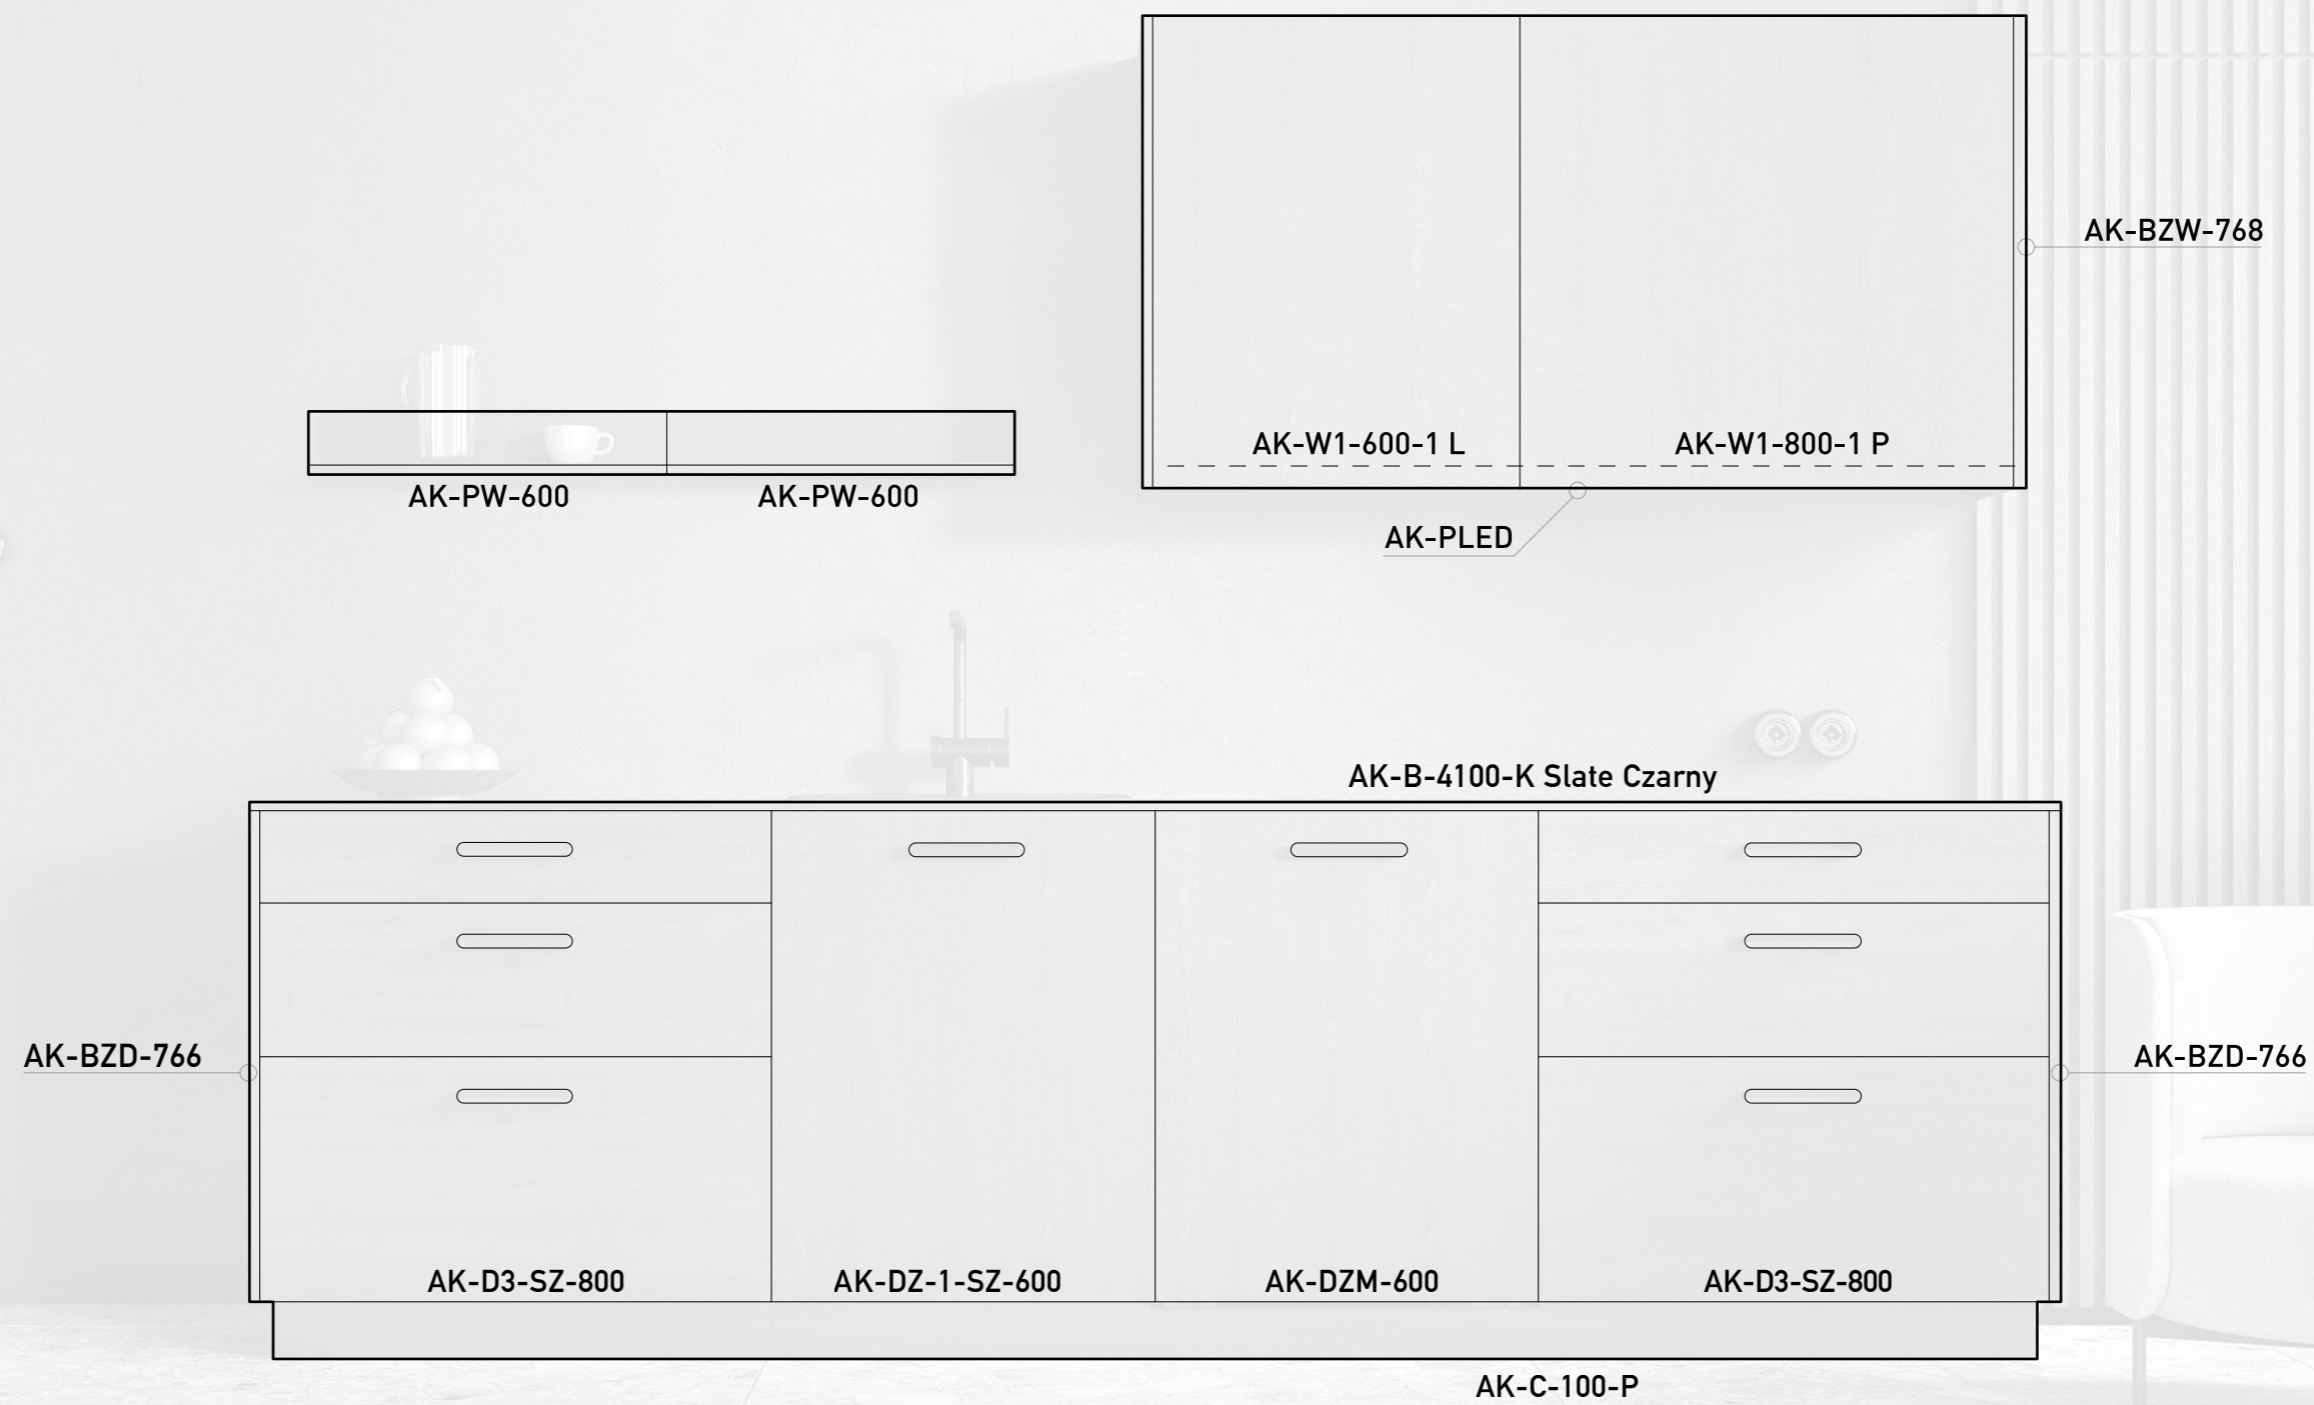 AK-BZW-768
AK-W1-600-1 L
AK-W1-800-1 P
AK-PW-600
AK-PW-600
AK-PLED
AK-B-4100-K Slate Czarny
AK-BZD-766
AK-BZD-766
AK-D3-SZ-800
AK-DZ-1-SZ-600
AK-DZM-600
AK-D3-SZ-800
AK-C-100-P